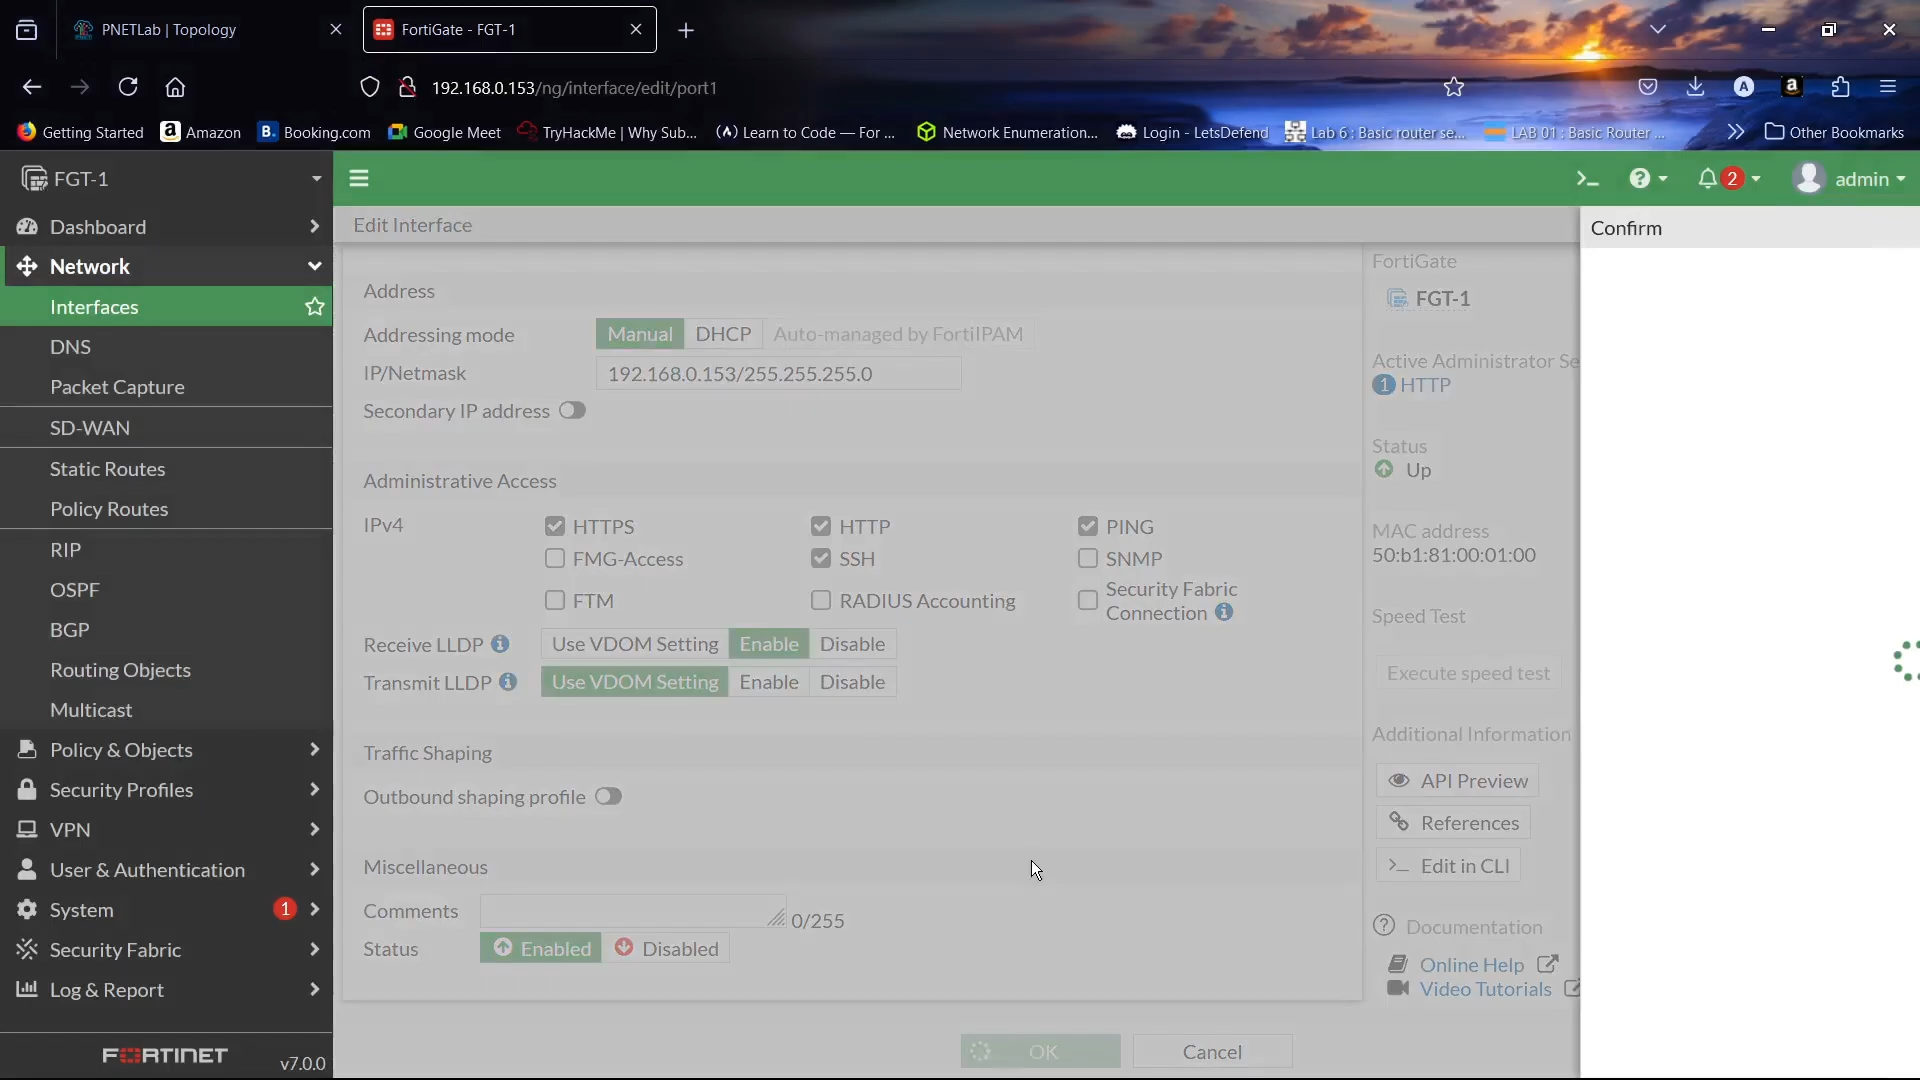 PNETLab | Topology
FortiGate - FGT-1
192.168.0.153/ng/interface/edit/port1
Getting Started
Amazon
Booking.com
Google Meet
TryHackMe | Why Sub...
Learn to Code — For ...
Network Enumeration...
Login - LetsDefend
Lab 6 : Basic router se...
LAB 01 : Basic Router ...
Other Bookmarks
FGT-1
2
admin
Dashboard
Network
Interfaces
DNS
Packet Capture
SD-WAN
Static Routes
Policy Routes
RIP
OSPF
BGP
Routing Objects
Multicast
Policy & Objects
Security Profiles
VPN
User & Authentication
System 1
Security Fabric
Log & Report
FORTINET v7.0.0
Edit Interface
Address
Addressing mode Manual DHCP Auto-managed by FortiIPAM
IP/Netmask 192.168.0.153/255.255.255.0
Secondary IP address
Administrative Access
IPv4 HTTPS HTTP PING
FMG-Access SSH SNMP
FTM RADIUS Accounting Security Fabric
Connection
Receive LLDP Use VDOM Setting Enable Disable
Transmit LLDP Use VDOM Setting Enable Disable
Traffic Shaping
Outbound shaping profile
Miscellaneous
Comments 0/255
Status Enabled Disabled
OK Cancel
FortiGate
FGT-1
Active Administrator Se
1 HTTP
Status
Up
MAC address
50:b1:81:00:01:00
Speed Test
Execute speed test
Additional Information
API Preview
References
Edit in CLI
Documentation
Online Help
Video Tutorials
Confirm